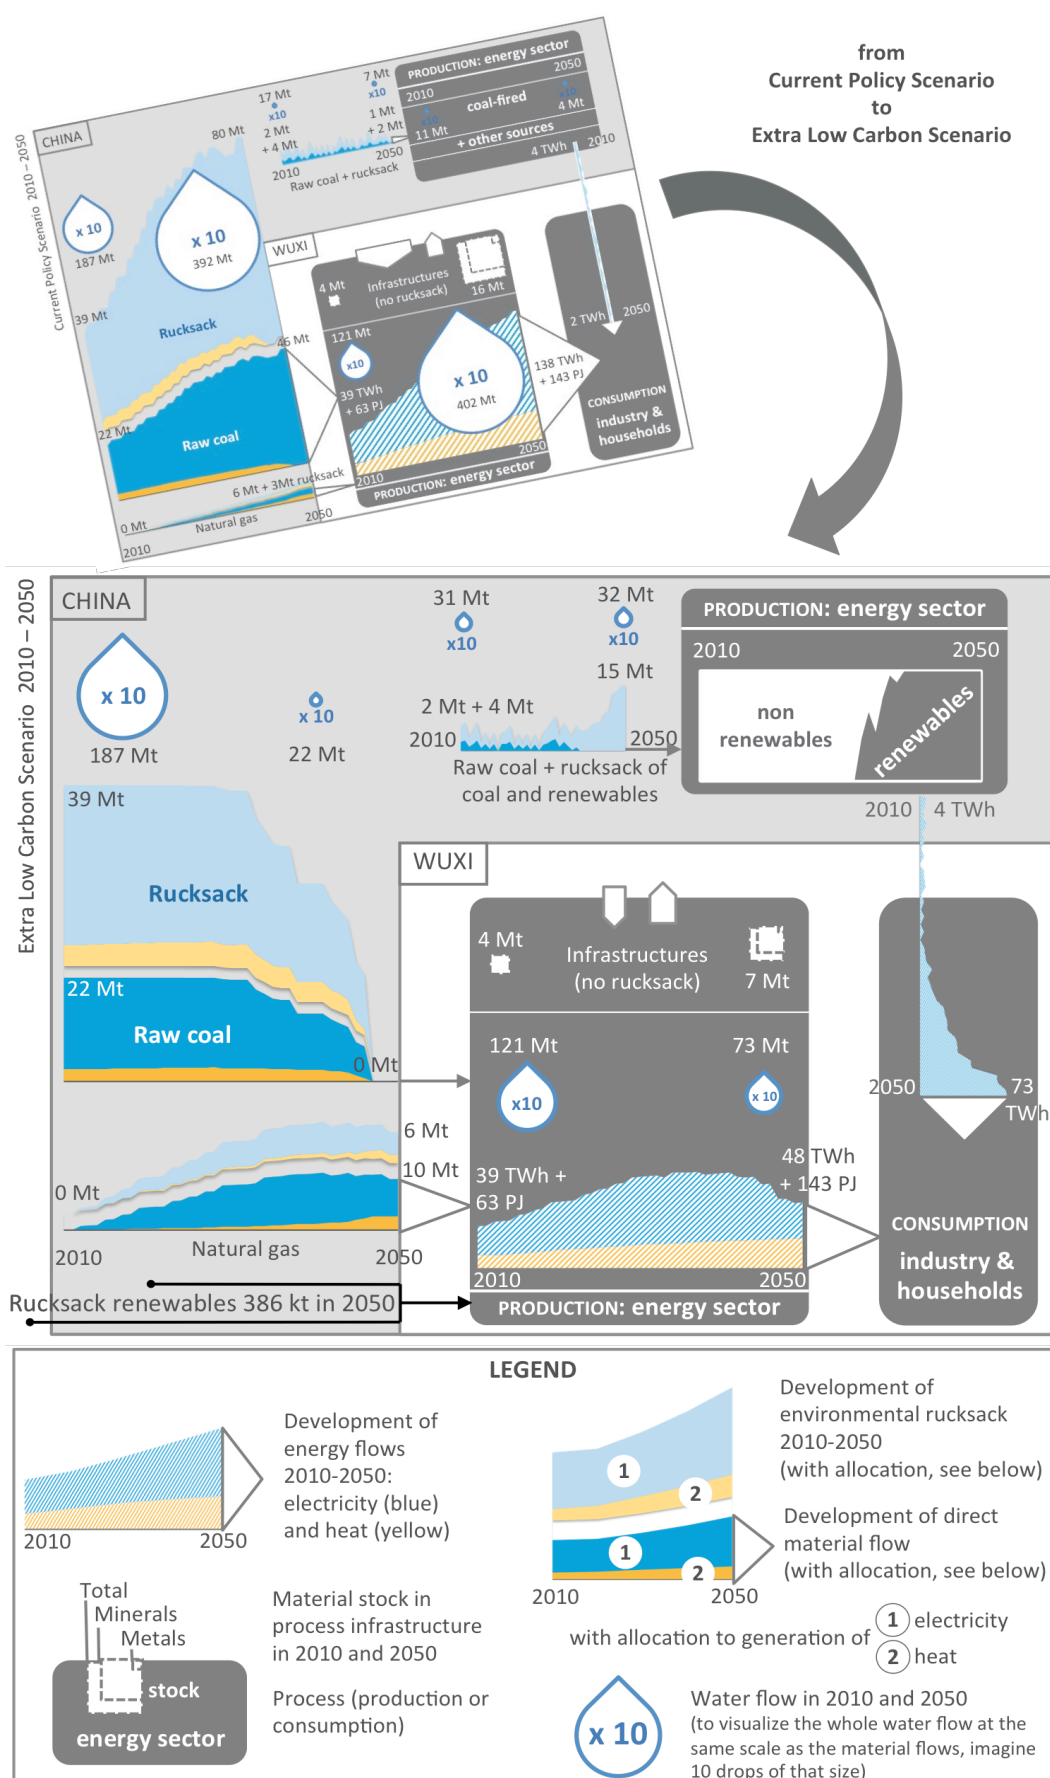 from
Current Policy Scenario
to
Extra Low Carbon Scenario
Current Policy Scenario 2010 – 2050
CHINA
x 10
187 Mt
39 Mt
80 Mt
x 10
392 Mt
Rucksack
46 Mt
22 Mt
Raw coal
6 Mt + 3Mt rucksack
0 Mt
Natural gas
2010
2050
17 Mt
x10
2 Mt
+ 4 Mt
7 Mt
x10
1 Mt
+ 2 Mt
2010
2050
Raw coal + rucksack
PRODUCTION: energy sector
2010
2050
x10
coal-fired
x10
11 Mt
4 Mt
+ other sources
4 TWh
2010
WUXI
4 Mt
Infrastructures
(no rucksack)
16 Mt
121 Mt
x10
x 10
402 Mt
39 TWh
+ 63 PJ
138 TWh
+ 143 PJ
2010
2050
PRODUCTION: energy sector
2 TWh
2050
CONSUMPTION
industry &
households
Extra Low Carbon Scenario 2010 – 2050
CHINA
x 10
187 Mt
x 10
22 Mt
31 Mt
x10
32 Mt
x10
15 Mt
2 Mt + 4 Mt
2010
2050
Raw coal + rucksack of
coal and renewables
PRODUCTION: energy sector
2010
2050
non
renewables
renewables
2010
4 TWh
39 Mt
Rucksack
22 Mt
Raw coal
0 Mt
WUXI
4 Mt
Infrastructures
(no rucksack)
7 Mt
121 Mt
x10
73 Mt
x 10
2050
73
TWh
6 Mt
10 Mt
0 Mt
39 TWh +
63 PJ
48 TWh
+ 143 PJ
2010
Natural gas
2050
2010
2050
PRODUCTION: energy sector
CONSUMPTION
industry &
households
Rucksack renewables 386 kt in 2050
LEGEND
Development of
energy flows
2010-2050:
electricity (blue)
and heat (yellow)
2010
2050
1
2
1
2
2010
2050
Development of
environmental rucksack
2010-2050
(with allocation, see below)
Development of direct
material flow
(with allocation, see below)
Total
Minerals
Metals
stock
energy sector
Material stock in
process infrastructure
in 2010 and 2050
Process (production or
consumption)
with allocation to generation of
1 electricity
2 heat
x 10
Water flow in 2010 and 2050
(to visualize the whole water flow at the
same scale as the material flows, imagine
10 drops of that size)